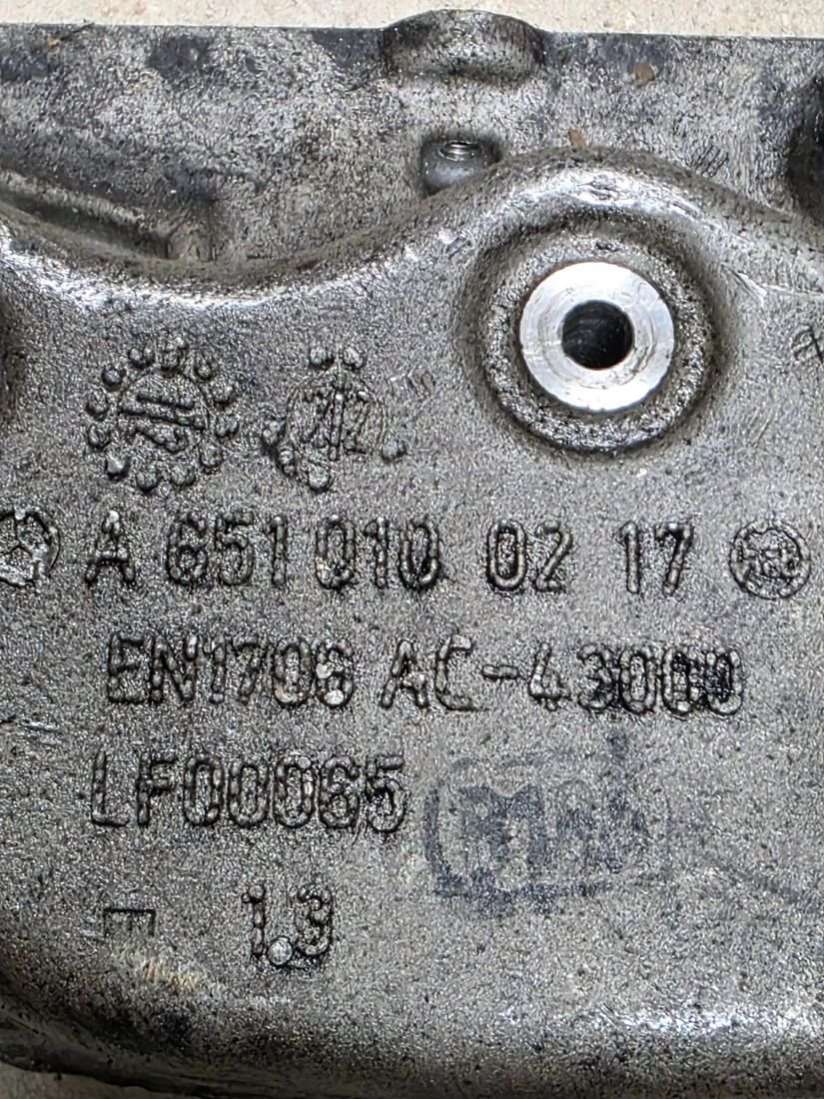 A 651 010 02 17
EN1706 AC-43000
LF00065
E 1.3